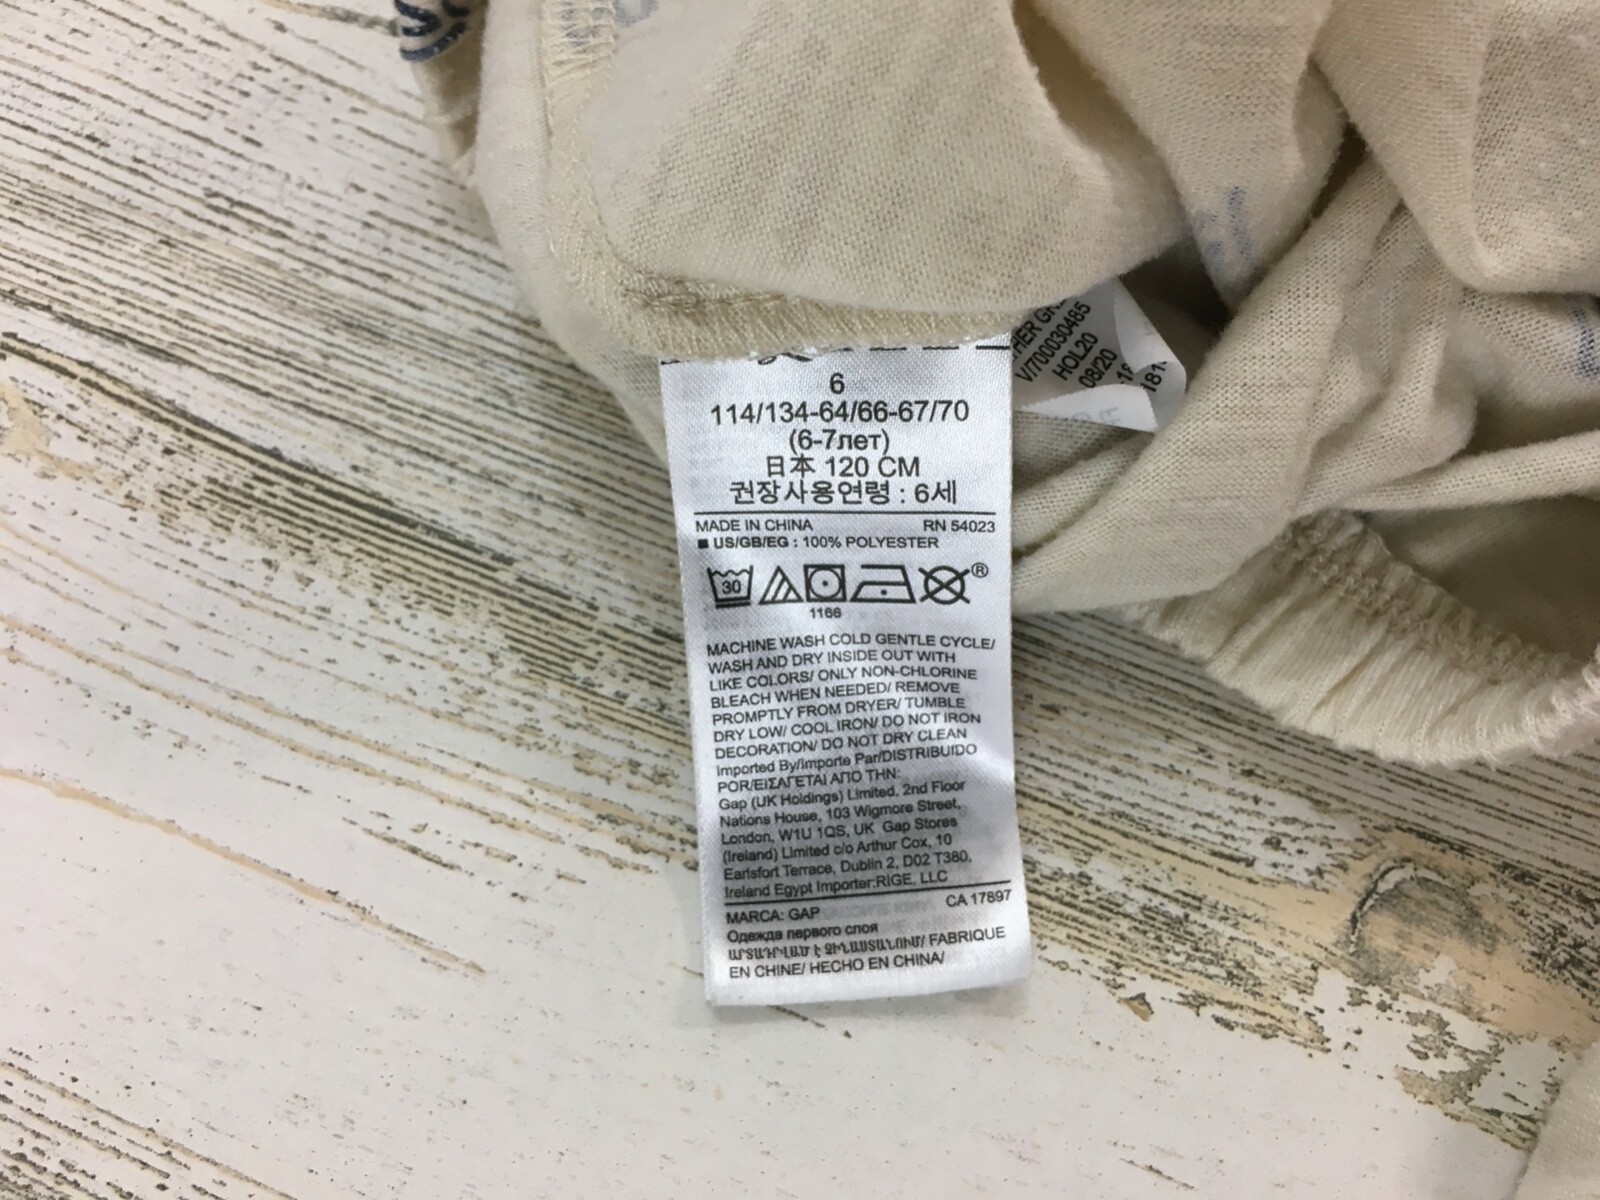 6
114/134-64/66-67/70
(6-7лет)
日本 120 CM
권장사용연령 : 6세
MADE IN CHINA RN 54023
■ US/GB/EG : 100% POLYESTER
30 ®
1166
MACHINE WASH COLD GENTLE CYCLE/
WASH AND DRY INSIDE OUT WITH
LIKE COLORS/ ONLY NON-CHLORINE
BLEACH WHEN NEEDED/ REMOVE
PROMPTLY FROM DRYER/ TUMBLE
DRY LOW/ COOL IRON/ DO NOT IRON
DECORATION/ DO NOT DRY CLEAN
Imported By/Importe Par/DISTRIBUIDO
POR/ΕΙΣΑΓΕΤΑΙ ΑΠΟ ΤΗΝ:
Gap (UK Holdings) Limited, 2nd Floor
Nations House, 103 Wigmore Street,
London, W1U 1QS, UK Gap Stores
(Ireland) Limited c/o Arthur Cox, 10
Earlsfort Terrace, Dublin 2, D02 T380,
Ireland Egypt Importer:RIGE, LLC
CA 17897
MARCA: GAP
Одежда первого слоя
ԱՐՏԱԴՐՎԱԾ Է ՉԻՆԱՍՏԱՆՈՒՄ/ FABRIQUE
EN CHINE/ HECHO EN CHINA/
V/700030485
HOL20
08/20